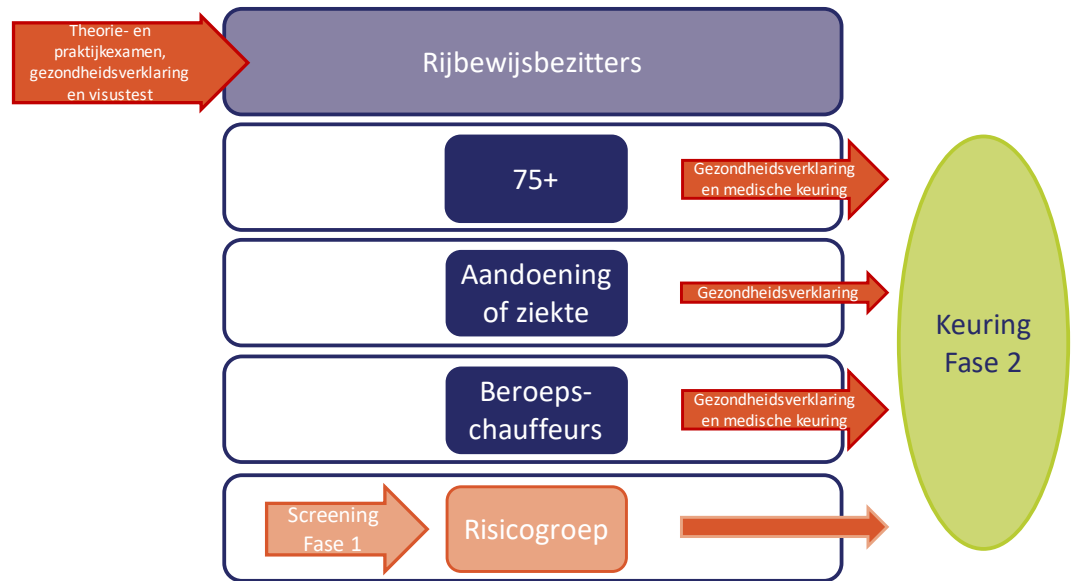 Theorie- en
praktijkexamen,
gezondheidsverklaring
en visustest
Rijbewijsbezitters
75+
Gezondheidsverklaring
en medische keuring
Aandoening
of ziekte
Gezondheidsverklaring
Keuring
Fase 2
Beroeps-
chauffeurs
Gezondheidsverklaring
en medische keuring
Screening
Fase 1
Risicogroep